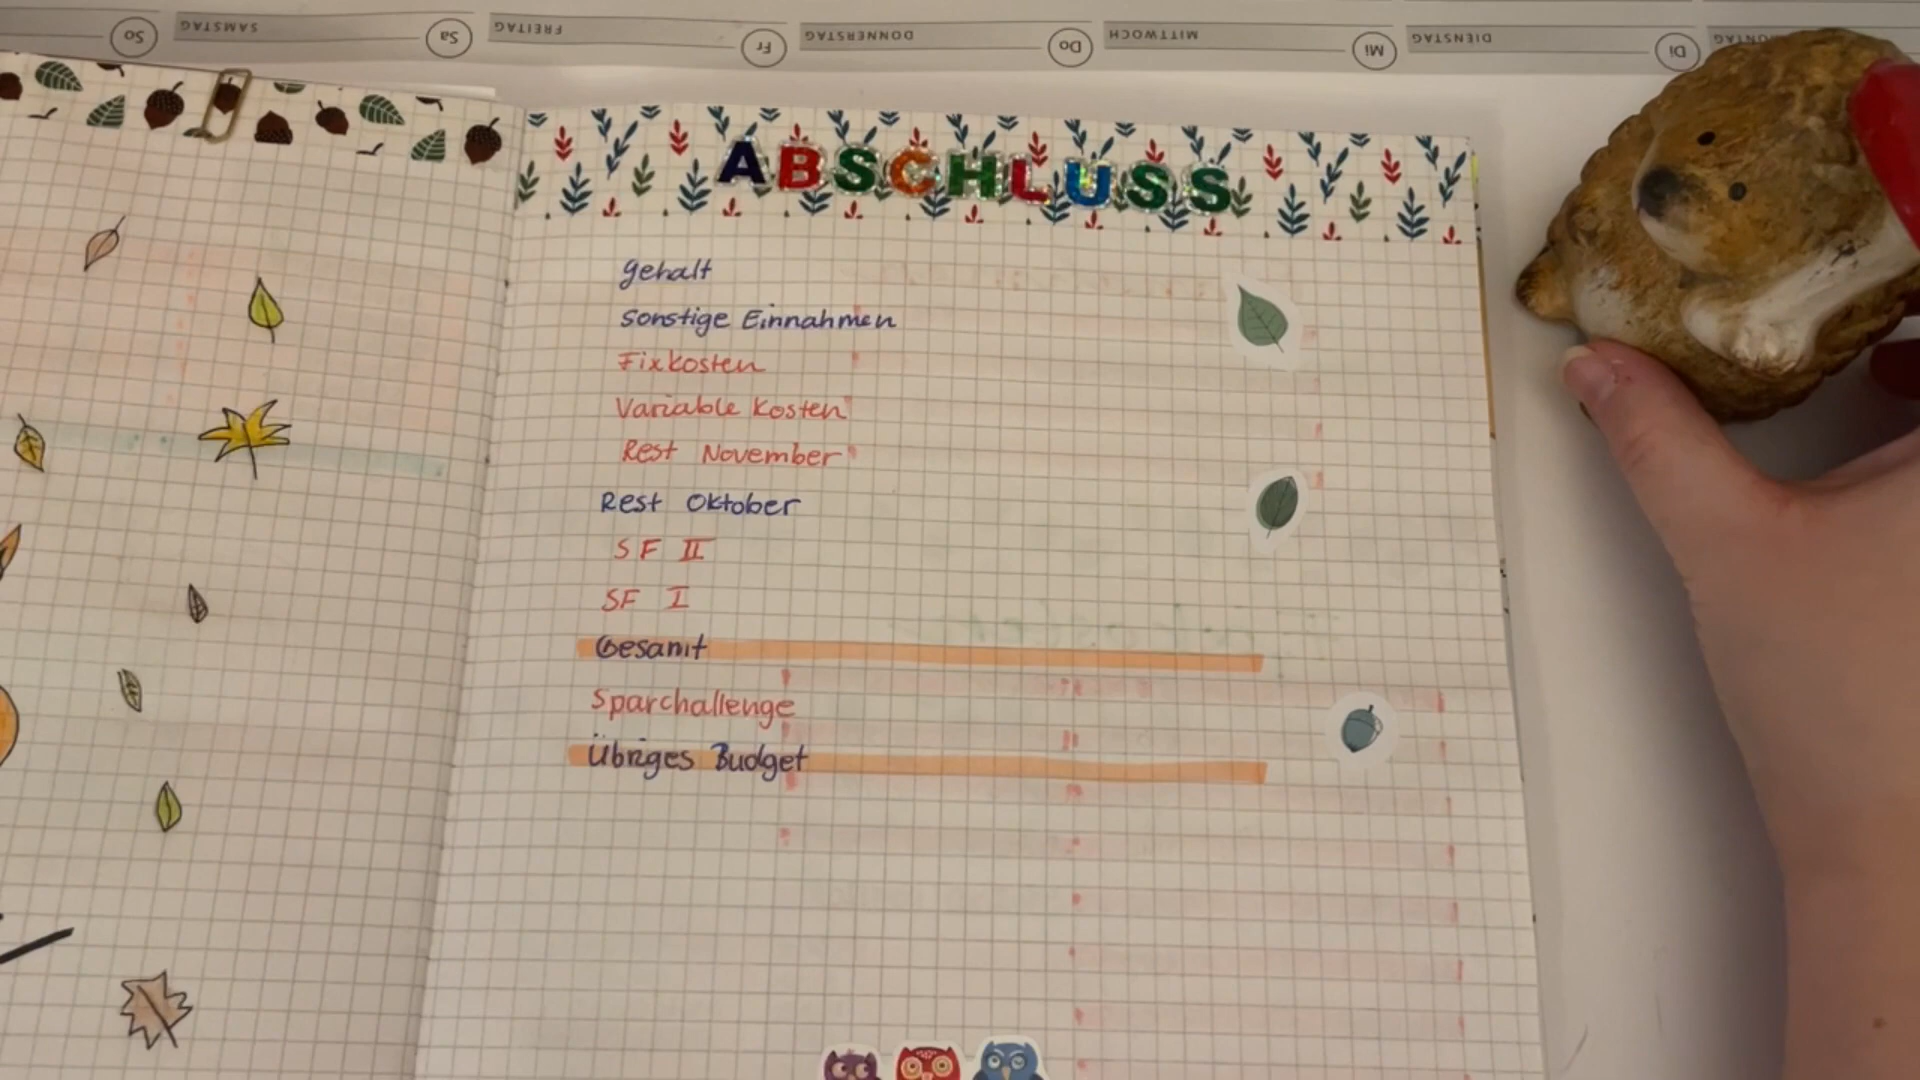 So SAMSTAG Sa FREITAG Fr DONNERSTAG Do MITTWOCH Mi DIENSTAG Di
ABSCHLUSS
Gehalt
Sonstige Einnahmen
Fixkosten
Variable Kosten
Rest November
Rest Oktober
SF II
SF I
Gesamt
Sparchallenge
Übriges Budget